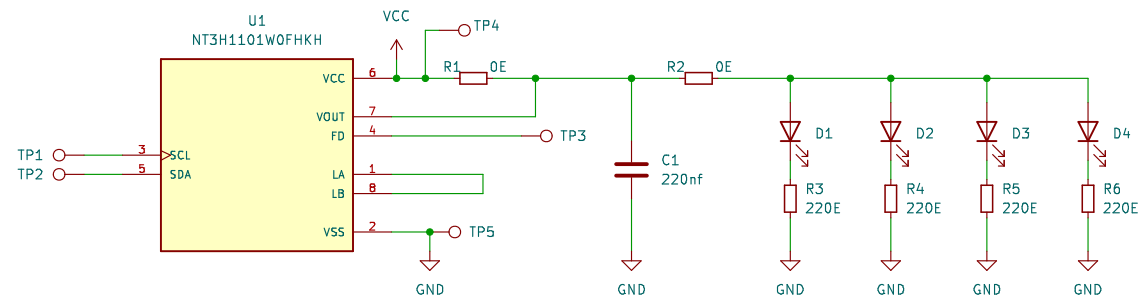 U1
NT3H1101W0FHKH
VCC
TP4
VCC 6
R1 0E
R2 0E
VOUT 7
FD 4
TP3
TP1
3 SCL
TP2
5 SDA
LA 1
LB 8
VSS 2
TP5
GND
C1
220nf
GND
D1
R3
220E
GND
D2
R4
220E
GND
D3
R5
220E
GND
D4
R6
220E
GND